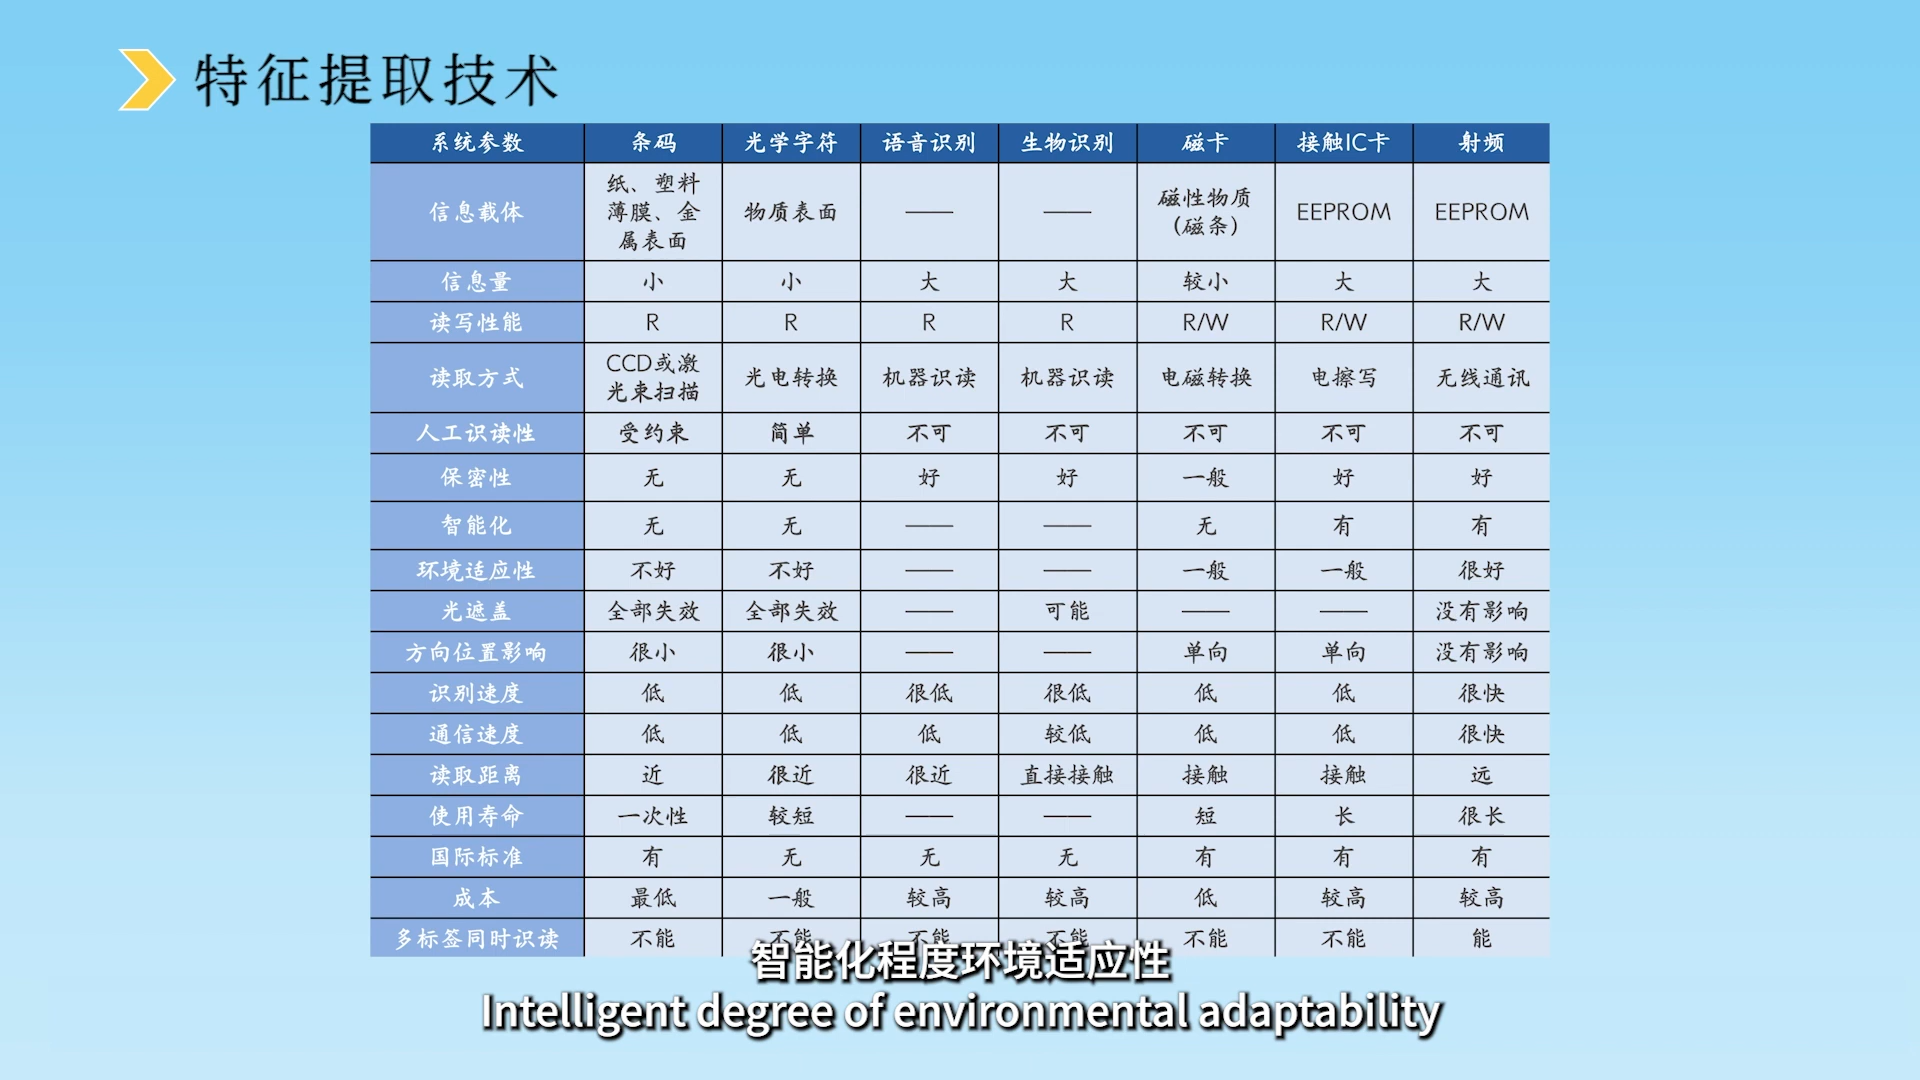 特征提取技术
系统参数 条码 光学字符 语音识别 生物识别 磁卡 接触IC卡 射频
信息载体 纸、塑料薄膜、金属表面 物质表面 —— —— 磁性物质（磁条） EEPROM EEPROM
信息量 小 小 大 大 较小 大 大
读写性能 R R R R R/W R/W R/W
读取方式 CCD或激光束扫描 光电转换 机器识读 机器识读 电磁转换 电擦写 无线通讯
人工识读性 受约束 简单 不可 不可 不可 不可 不可
保密性 无 无 好 好 一般 好 好
智能化 无 无 —— —— 无 有 有
环境适应性 不好 不好 —— —— 一般 一般 很好
光遮盖 全部失效 全部失效 —— 可能 —— —— 没有影响
方向位置影响 很小 很小 —— —— 单向 单向 没有影响
识别速度 低 低 很低 很低 低 低 很快
通信速度 低 低 低 较低 低 低 很快
读取距离 近 很近 很近 直接接触 接触 接触 远
使用寿命 一次性 较短 —— —— 短 长 很长
国际标准 有 无 无 无 有 有 有
成本 最低 一般 较高 较高 低 较高 较高
多标签同时识读 不能 不能 不能 不能 不能 不能 能
智能化程度环境适应性
Intelligent degree of environmental adaptability